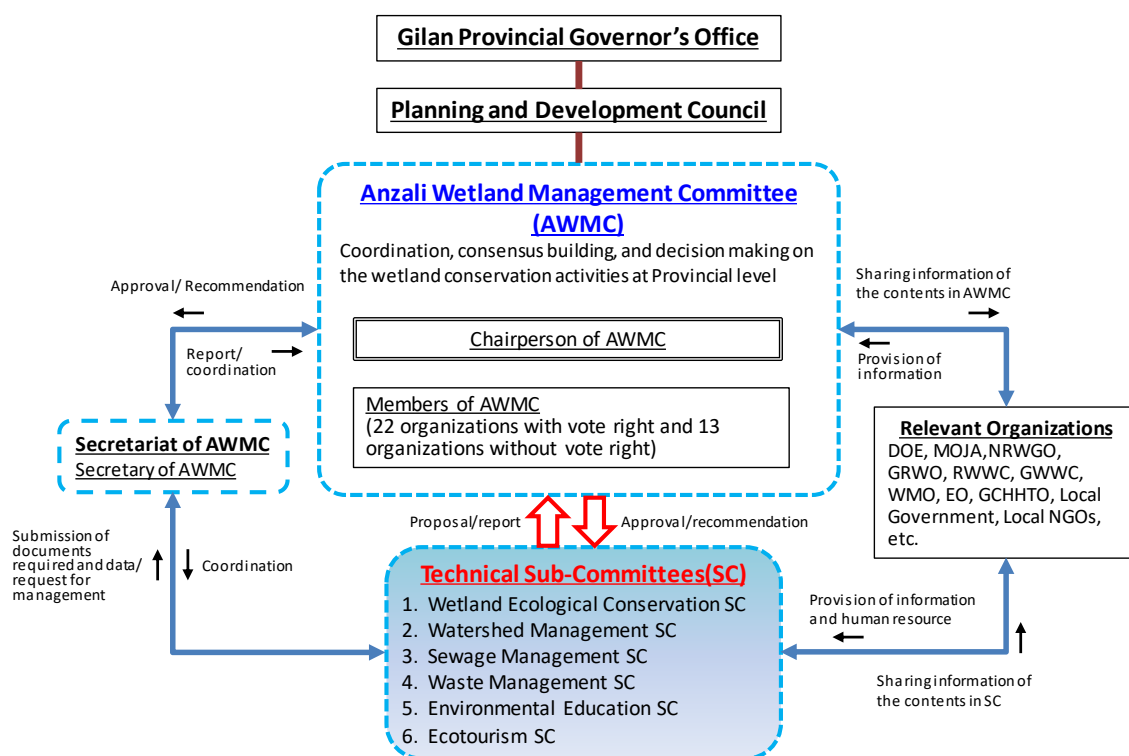 Gilan Provincial Governor's Office
Planning and Development Council
Anzali Wetland Management Committee
(AWMC)
Coordination, consensus building, and decision making on
the wetland conservation activities at Provincial level
Chairperson of AWMC
Members of AWMC
(22 organizations with vote right and 13
organizations without vote right)
Approval/ Recommendation
Report/
coordination
Sharing information of
the contents in AWMC
Provision of
information
Secretariat of AWMC
Secretary of AWMC
Relevant Organizations
DOE, MOJA,NRWGO,
GRWO, RWWC, GWWC,
WMO, EO, GCHHTO, Local
Government, Local NGOs,
etc.
Proposal/report
Approval/recommendation
Submission of
documents
required and data/
request for
management
Coordination
Technical Sub-Committees(SC)
1. Wetland Ecological Conservation SC
2. Watershed Management SC
3. Sewage Management SC
4. Waste Management SC
5. Environmental Education SC
6. Ecotourism SC
Provision of information
and human resource
Sharing information of
the contents in SC